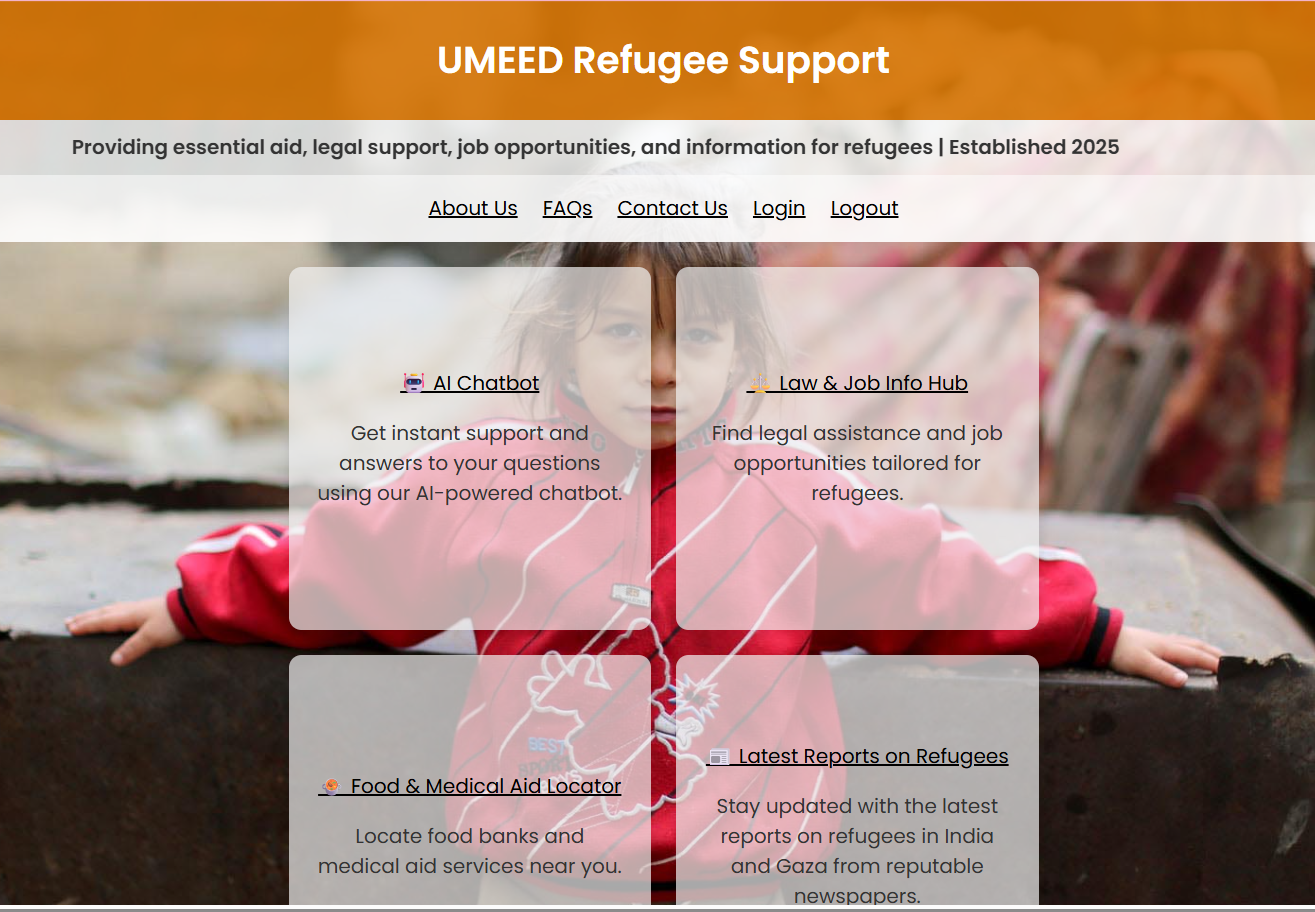 UMEED Refugee Support
Providing essential aid, legal support, job opportunities, and information for refugees | Established 2025
About Us FAQs Contact Us Login Logout
🤖 AI Chatbot
Get instant support and
answers to your questions
using our AI-powered chatbot.
⚖️ Law & Job Info Hub
Find legal assistance and job
opportunities tailored for
refugees.
🍲 Food & Medical Aid Locator
Locate food banks and
medical aid services near you.
📰 Latest Reports on Refugees
Stay updated with the latest
reports on refugees in India
and Gaza from reputable
newspapers.
BEST
SPORT